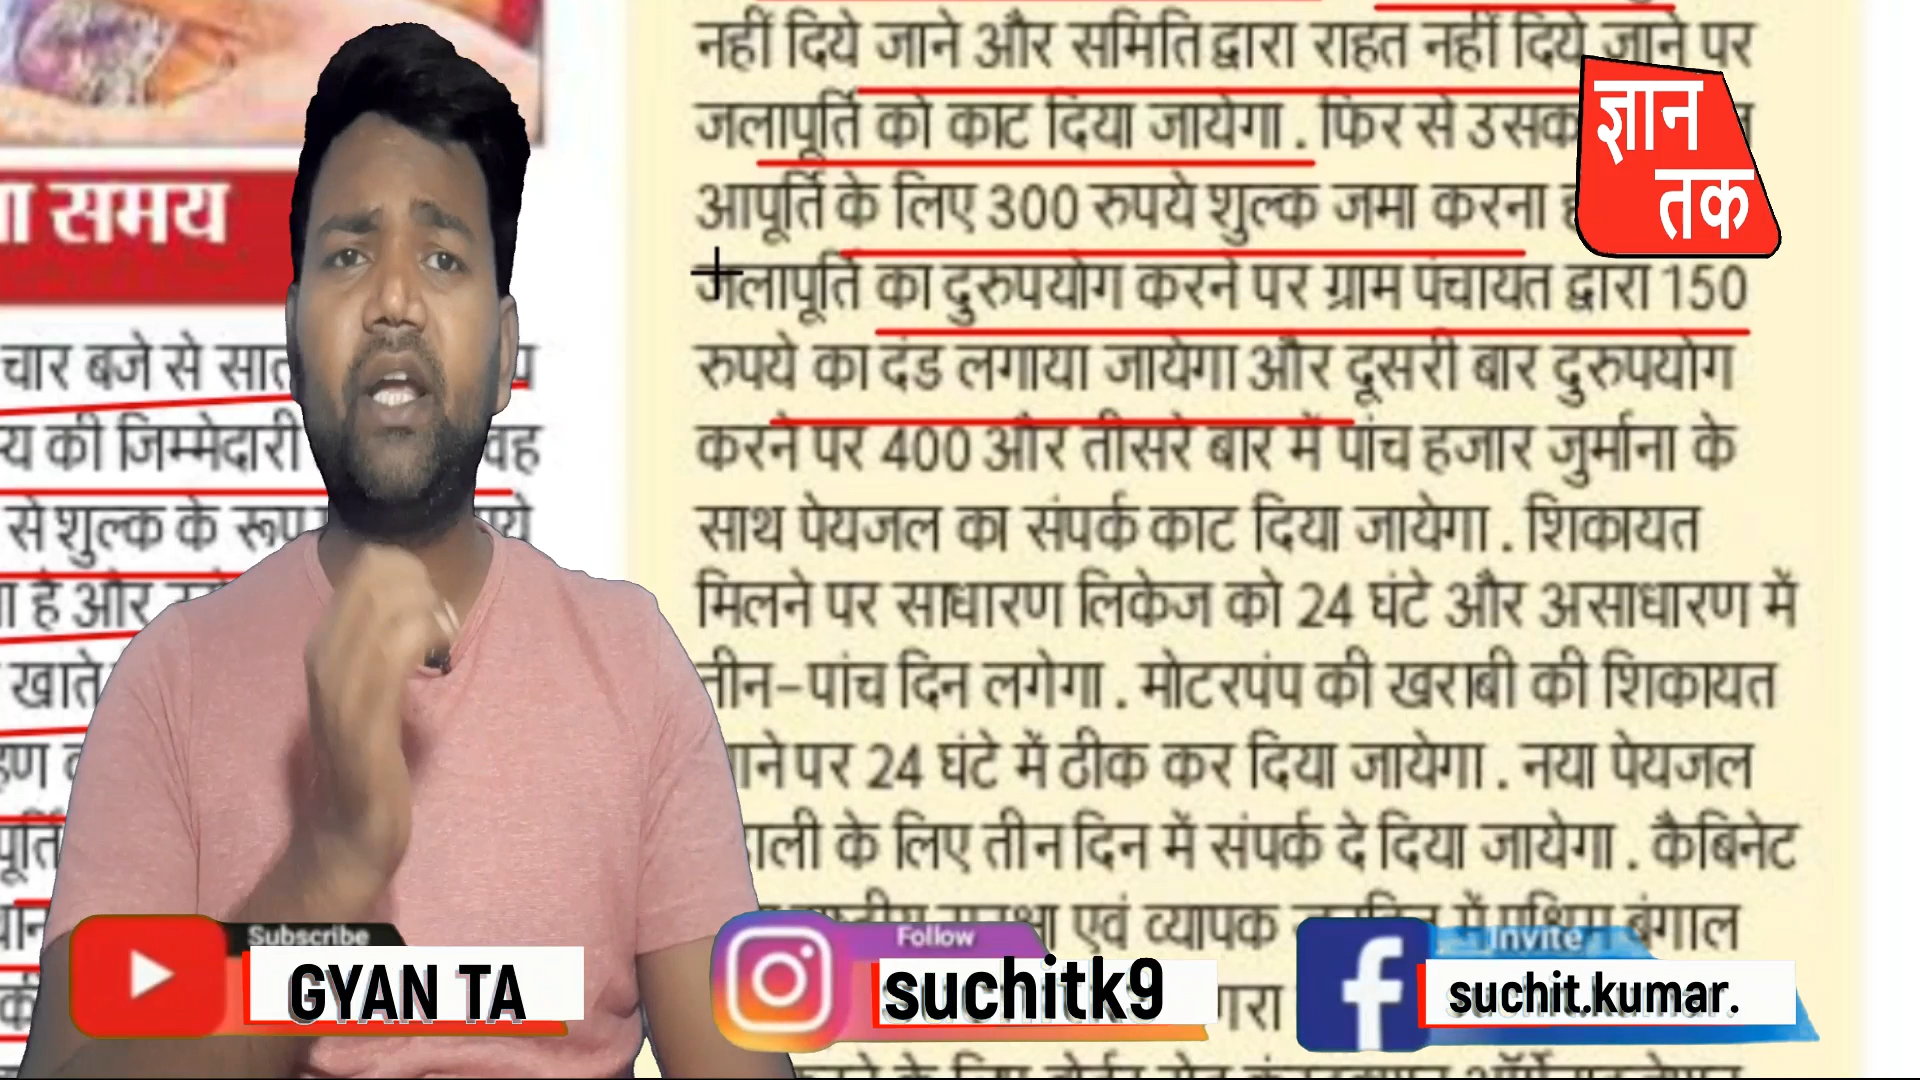 नहीं दिये जाने और समिति द्वारा राहत नहीं दिये जाने पर
जलापूर्ति को काट दिया जायेगा . फिर से उसक
आपूर्ति के लिए 300 रुपये शुल्क जमा करना
जलापूर्ति का दुरुपयोग करने पर ग्राम पंचायत द्वारा 150
रुपये का दंड लगाया जायेगा और दूसरी बार दुरुपयोग
करने पर 400 और तीसरे बार में पांच हजार जुर्माना के
साथ पेयजल का संपर्क काट दिया जायेगा . शिकायत
मिलने पर साधारण लिकेज को 24 घंटे और असाधारण में
तीन-पांच दिन लगेगा . मोटरपंप की खराबी की शिकायत
पर 24 घंटे में ठीक कर दिया जायेगा . नया पेयजल
के लिए तीन दिन में संपर्क दे दिया जायेगा . कैबिनेट
एवं व्यापक में पश्चिम बंगाल
ज्ञान
तक
समय
चार बजे से सात
की जिम्मेदारी वह
से शुल्क के रूप
है और
खाते
Subscribe
GYAN TA
Follow
suchitk9
Invite
suchit.kumar.